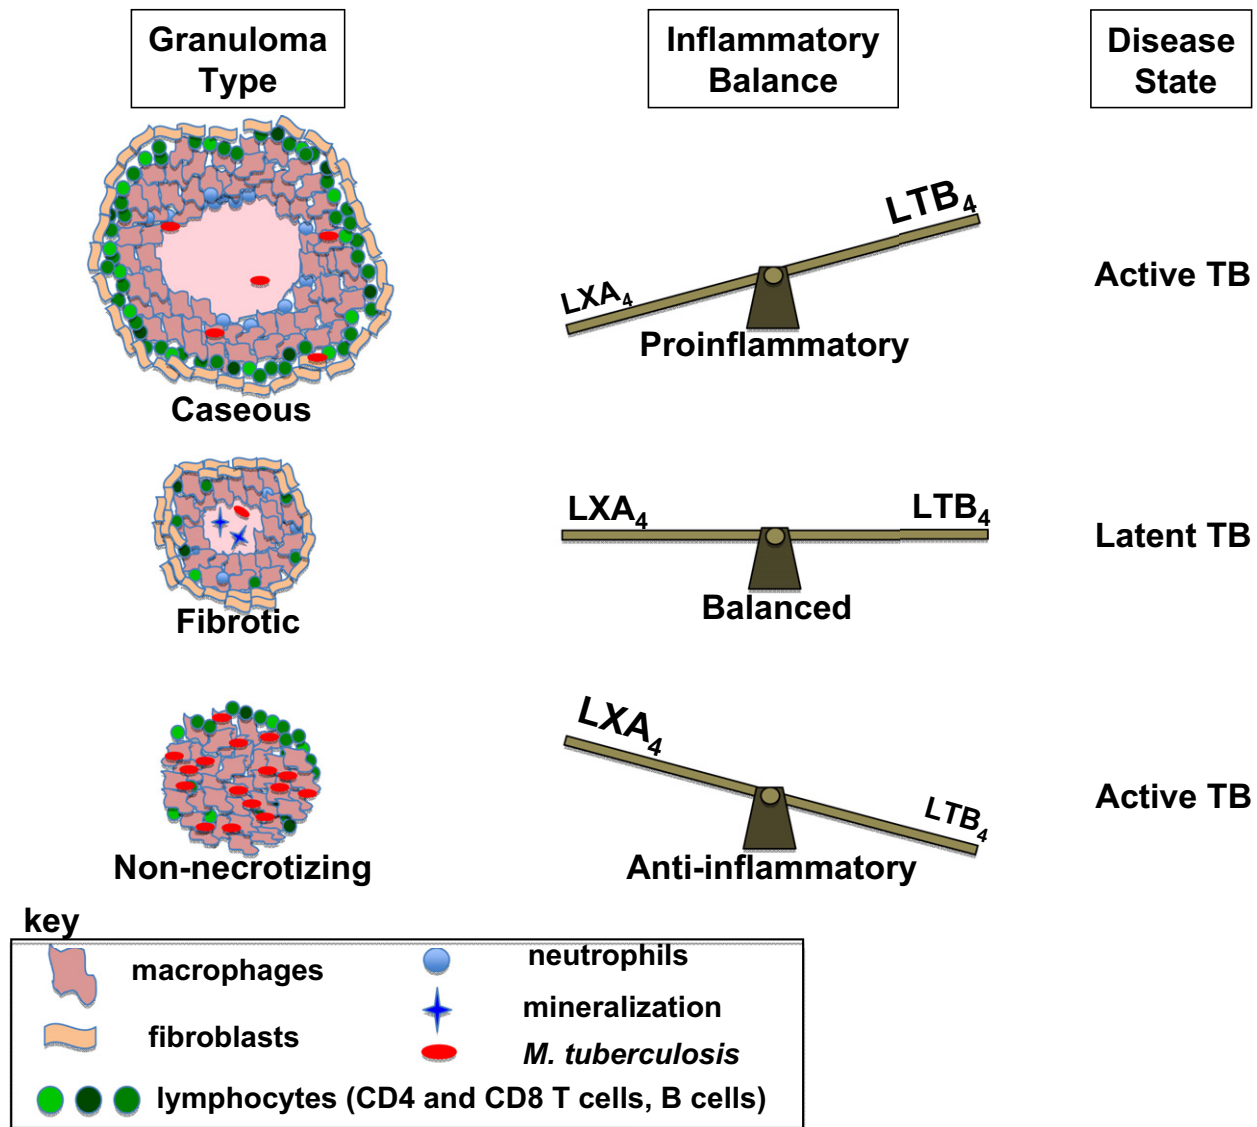 Granuloma
Type
Inflammatory
Balance
Disease
State
LXA₄
LTB₄
Proinflammatory
Active TB
Caseous
LXA₄
LTB₄
Balanced
Latent TB
Fibrotic
LXA₄
LTB₄
Anti-inflammatory
Active TB
Non-necrotizing
key
macrophages
neutrophils
mineralization
fibroblasts
M. tuberculosis
lymphocytes (CD4 and CD8 T cells, B cells)